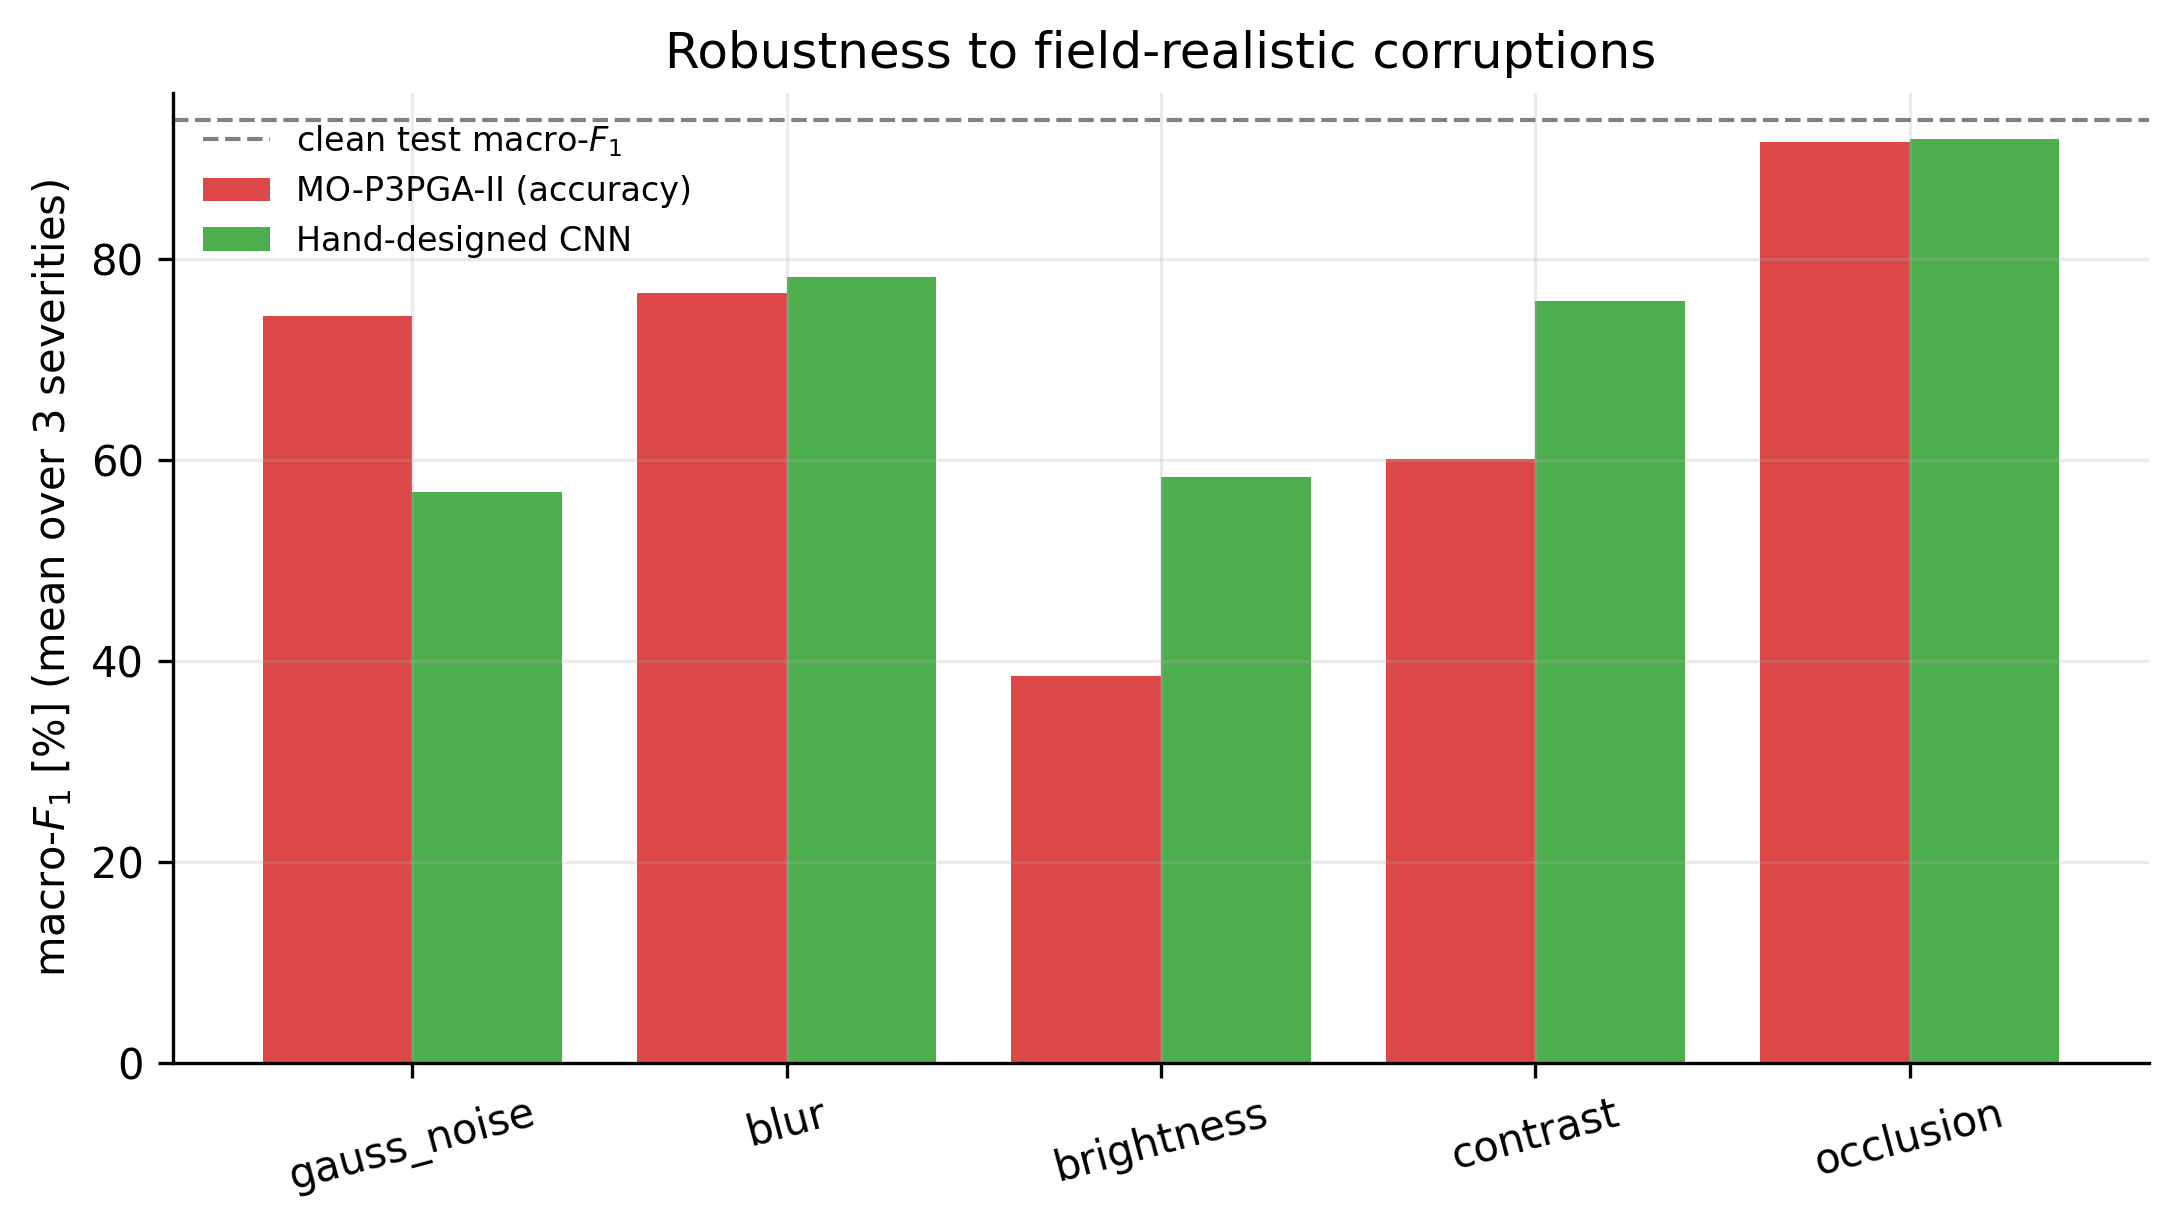 Robustness to field-realistic corruptions
macro-F₁ [%] (mean over 3 severities)
clean test macro-F₁
MO-P3PGA-II (accuracy)
Hand-designed CNN
80
60
40
20
0
gauss_noise
blur
brightness
contrast
occlusion